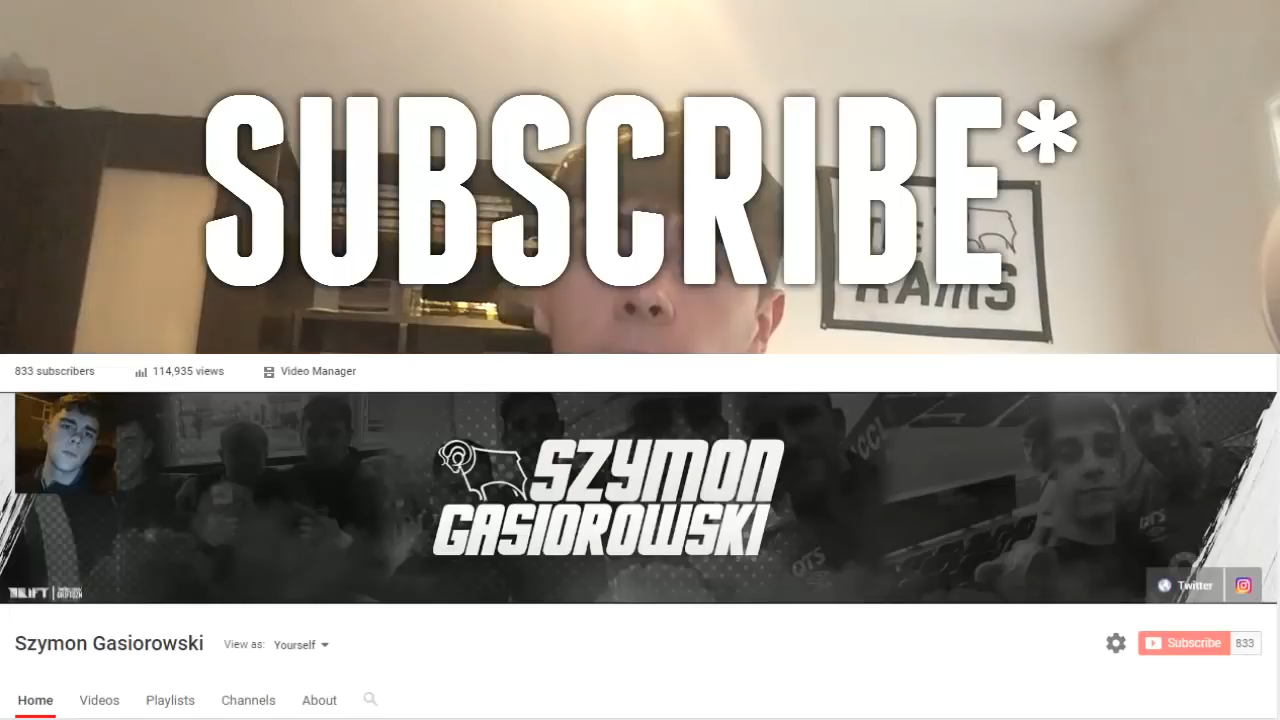 SUBSCRIBE*
THE
RAMS
833 subscribers 114,935 views Video Manager
SZYMON
GASIOROWSKI
Twitter
Szymon Gasiorowski View as: Yourself Subscribe 833
Home Videos Playlists Channels About